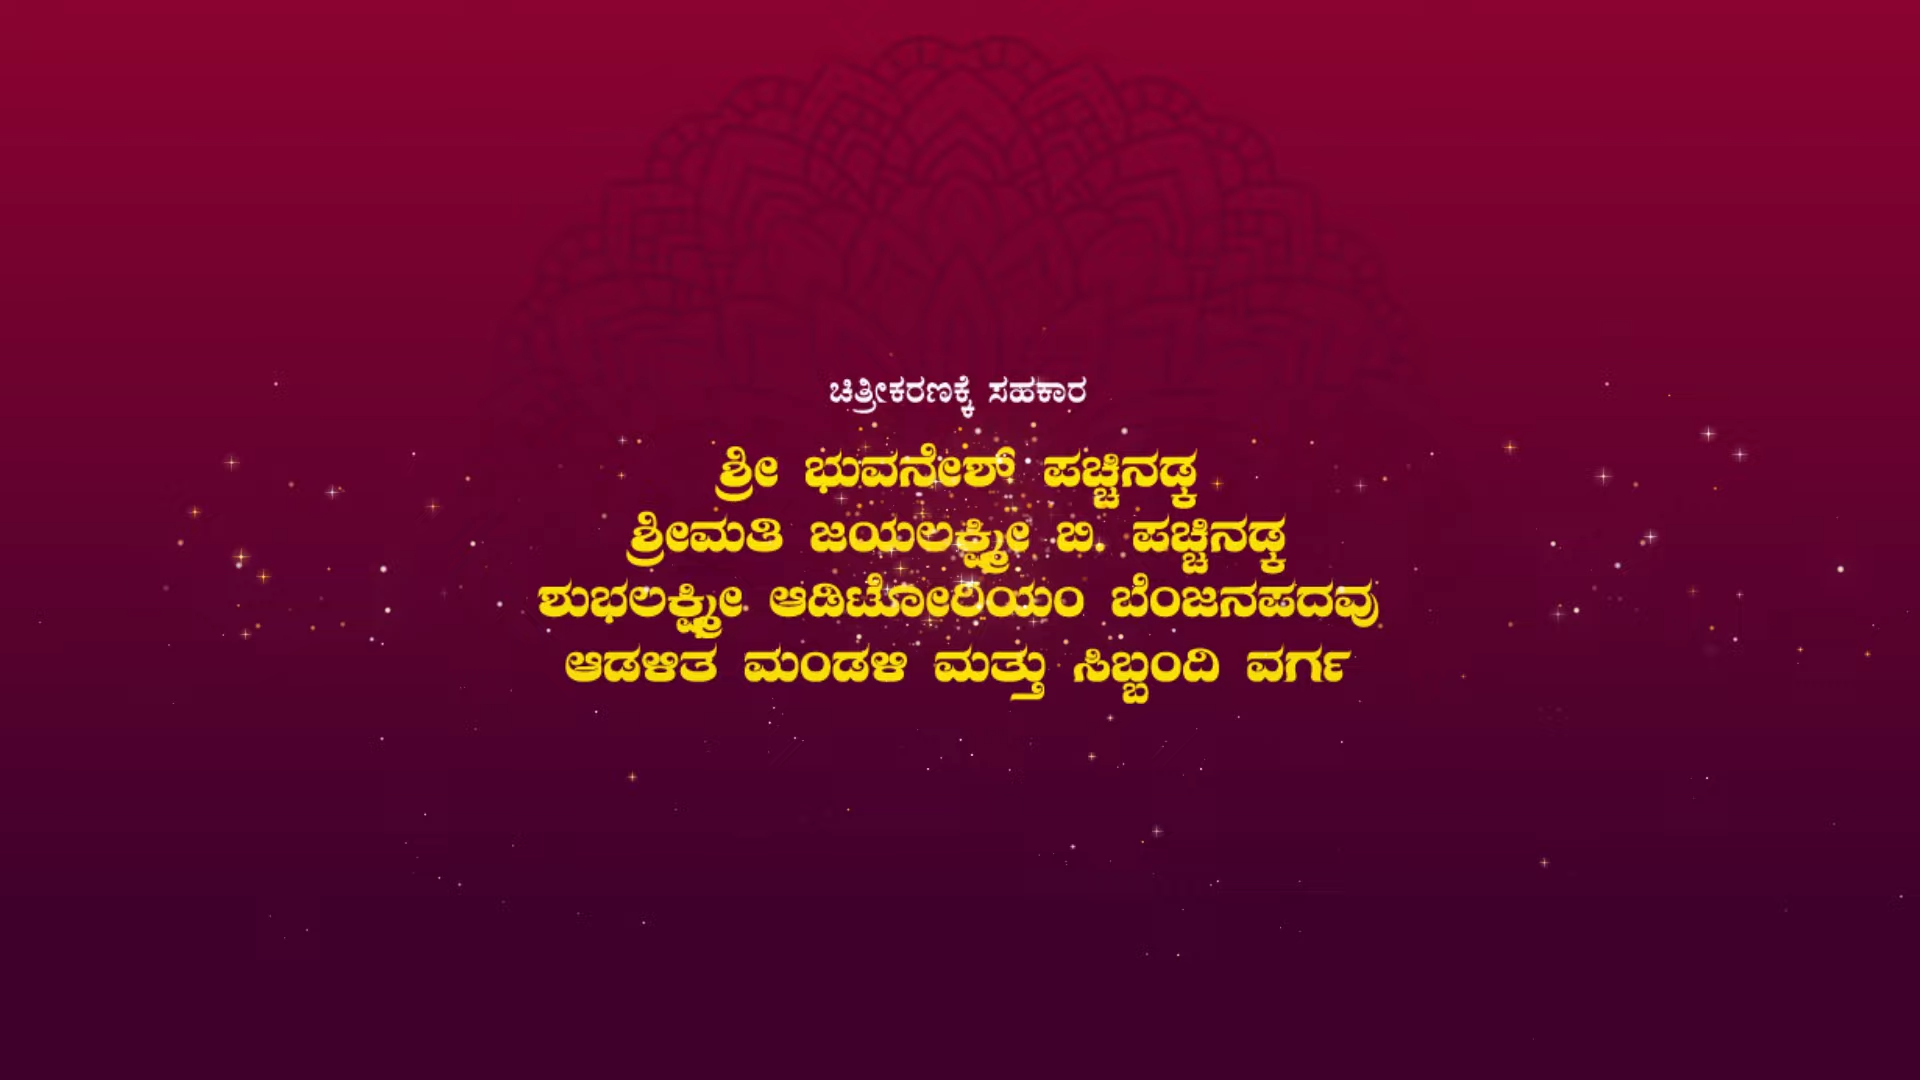 ಚಿತ್ರೀಕರಣಕ್ಕೆ ಸಹಕಾರ
ಶ್ರೀ ಭುವನೇಶ್ ಪಚ್ಚಿನಡ್ಕ
ಶ್ರೀಮತಿ ಜಯಲಕ್ಷ್ಮೀ ಬಿ. ಪಚ್ಚಿನಡ್ಕ
ಶುಭಲಕ್ಷ್ಮೀ ಆಡಿಟೋರಿಯಂ ಬೆಂಜನಪದವು
ಆಡಳಿತ ಮಂಡಳಿ ಮತ್ತು ಸಿಬ್ಬಂದಿ ವರ್ಗ